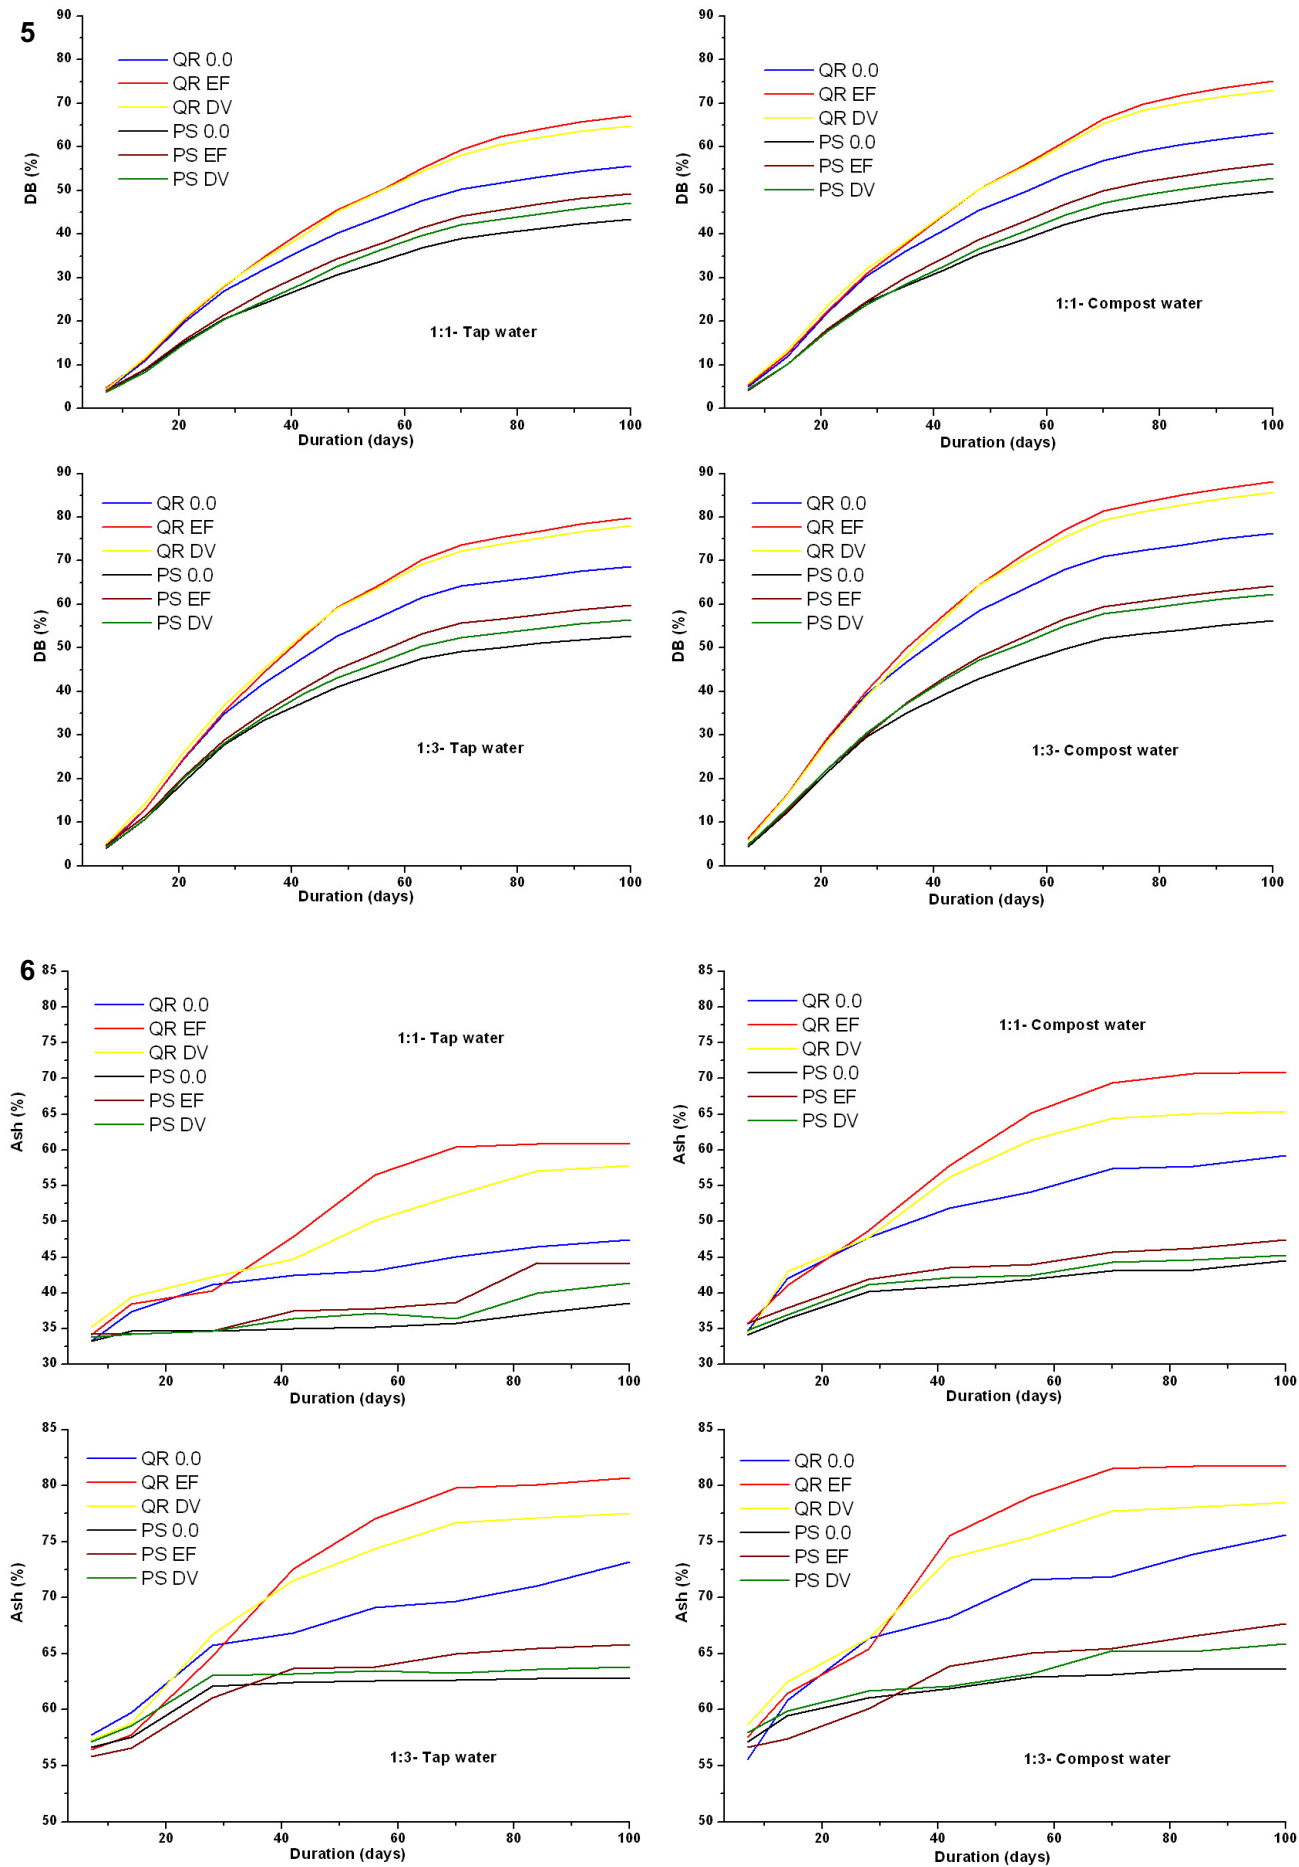 5
90
80
70
60
50
40
30
20
10
0
DB (%)
QR 0.0
QR EF
QR DV
PS 0.0
PS EF
PS DV
1:1- Tap water
20 40 60 80 100
Duration (days)
90
80
70
60
50
40
30
20
10
0
DB (%)
QR 0.0
QR EF
QR DV
PS 0.0
PS EF
PS DV
1:1- Compost water
20 40 60 80 100
Duration (days)
90
80
70
60
50
40
30
20
10
0
DB (%)
QR 0.0
QR EF
QR DV
PS 0.0
PS EF
PS DV
1:3- Tap water
20 40 60 80 100
Duration (days)
90
80
70
60
50
40
30
20
10
0
DB (%)
QR 0.0
QR EF
QR DV
PS 0.0
PS EF
PS DV
1:3- Compost water
20 40 60 80 100
Duration (days)
6
85
80
75
70
65
60
55
50
45
40
35
30
Ash (%)
QR 0.0
QR EF
QR DV
PS 0.0
PS EF
PS DV
1:1- Tap water
20 40 60 80 100
Duration (days)
85
80
75
70
65
60
55
50
45
40
35
30
Ash (%)
QR 0.0
QR EF
QR DV
PS 0.0
PS EF
PS DV
1:1- Compost water
20 40 60 80 100
Duration (days)
85
80
75
70
65
60
55
50
Ash (%)
QR 0.0
QR EF
QR DV
PS 0.0
PS EF
PS DV
1:3- Tap water
20 40 60 80 100
Duration (days)
85
80
75
70
65
60
55
50
Ash (%)
QR 0.0
QR EF
QR DV
PS 0.0
PS EF
PS DV
1:3- Compost water
20 40 60 80 100
Duration (days)